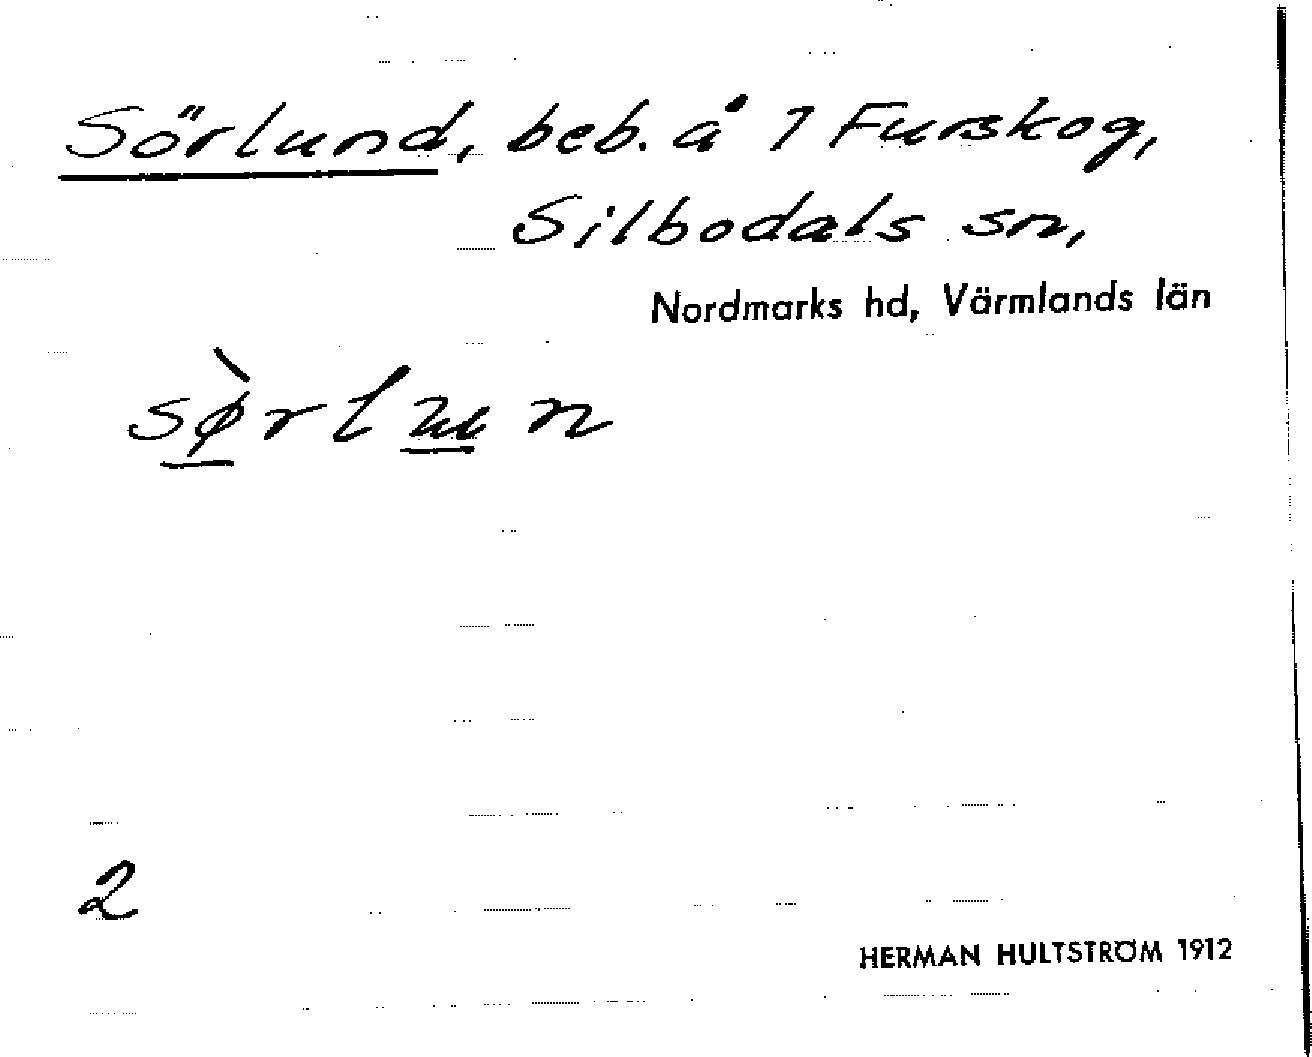 Sörlund, beb. å 1 Furskog,
Silbodals sn,
Nordmarks hd, Värmlands län
sø̀rlun
2
HERMAN HULTSTRÖM 1912